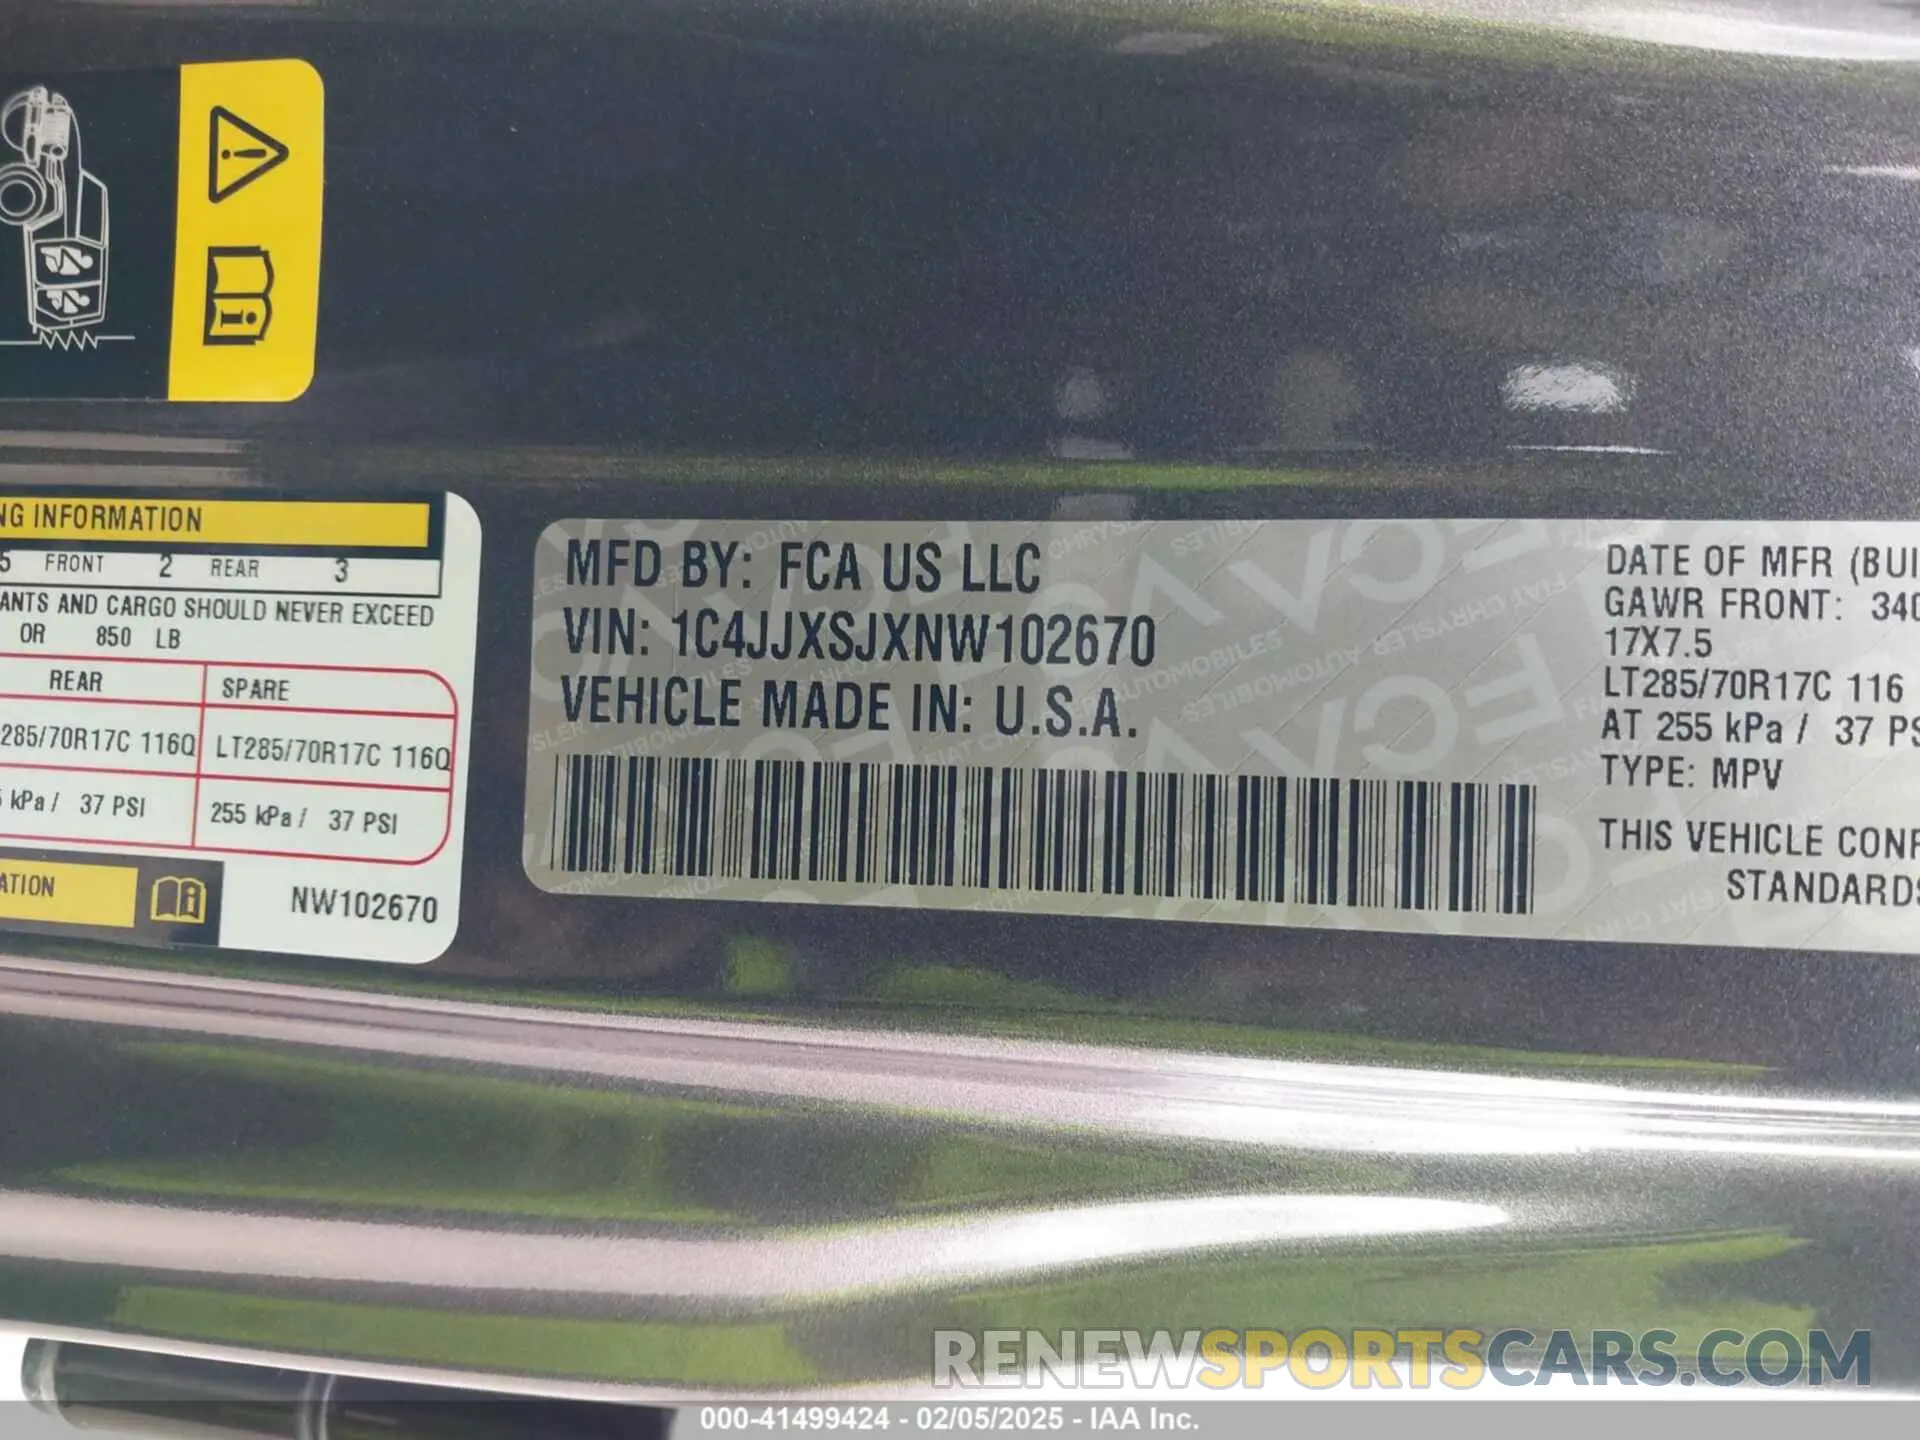 NG INFORMATION
5 FRONT 2 REAR 3
ANTS AND CARGO SHOULD NEVER EXCEED
OR 850 LB
REAR SPARE
285/70R17C 116Q LT285/70R17C 116Q
kPa / 37 PSI 255 kPa / 37 PSI
ATION
NW102670
MFD BY: FCA US LLC
VIN: 1C4JJXSJXNW102670
VEHICLE MADE IN: U.S.A.
DATE OF MFR (BUI
GAWR FRONT: 340
17X7.5
LT285/70R17C 116
AT 255 kPa / 37 PS
TYPE: MPV
THIS VEHICLE CONF
STANDARDS
RENEWSPORTSCARS.COM
000-41499424 - 02/05/2025 - IAA Inc.